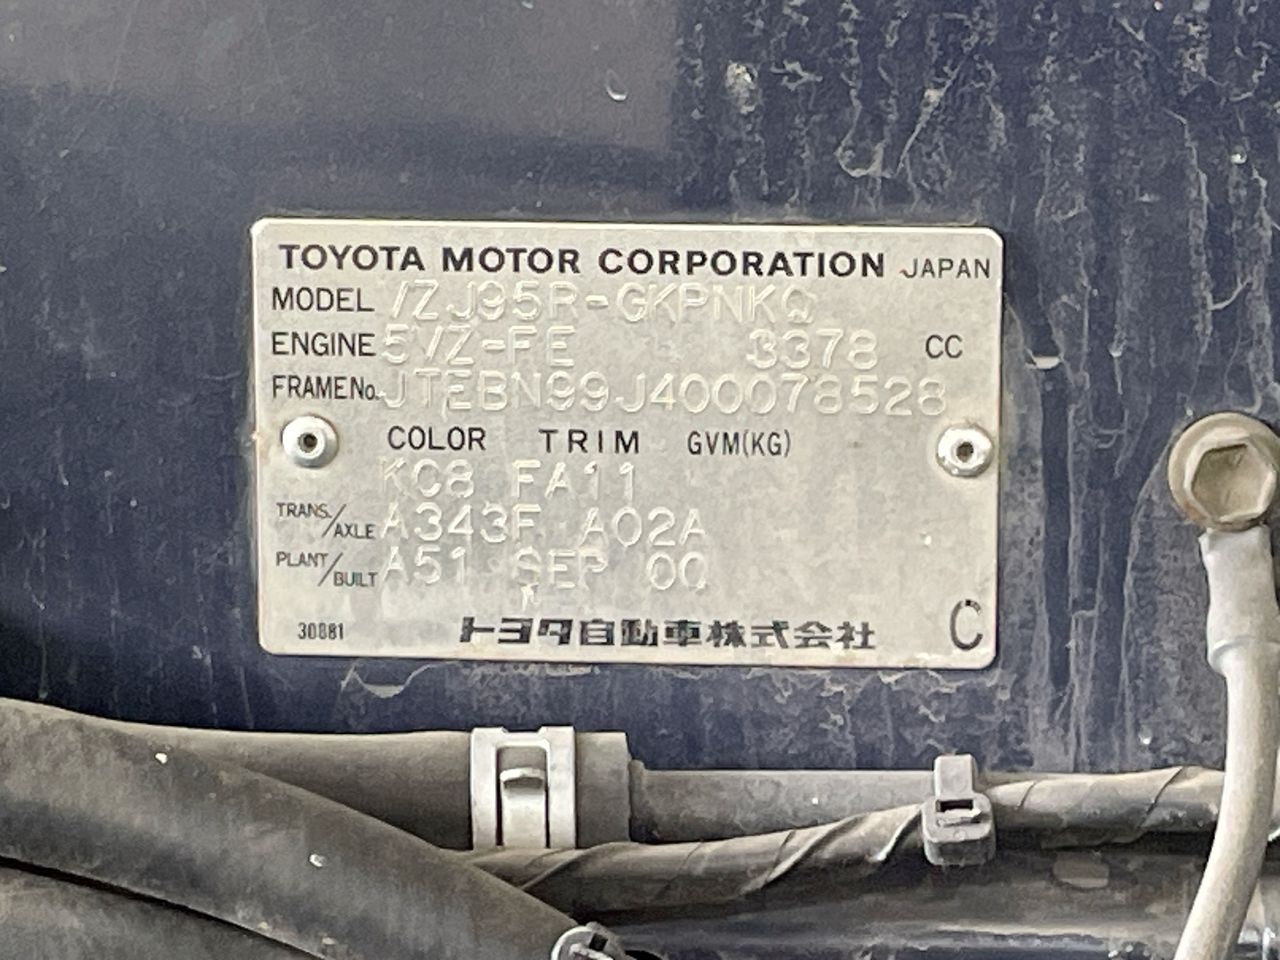 TOYOTA MOTOR CORPORATION JAPAN
MODEL VZJ95R-GKPNKQ
ENGINE 5VZ-FE 3378 CC
FRAME No. JTEBN99J400078528
COLOR TRIM GVM(KG)
KC8 FA11
TRANS./AXLE A343F A02A
PLANT/BUILT A51 SEP 00
30881 トヨタ自動車株式会社 C